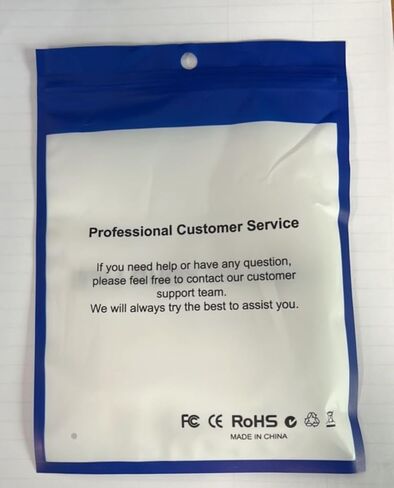 Professional Customer Service
If you need help or have any question,
please feel free to contact our customer
support team.
We will always try the best to assist you.
FC CE RoHS
MADE IN CHINA